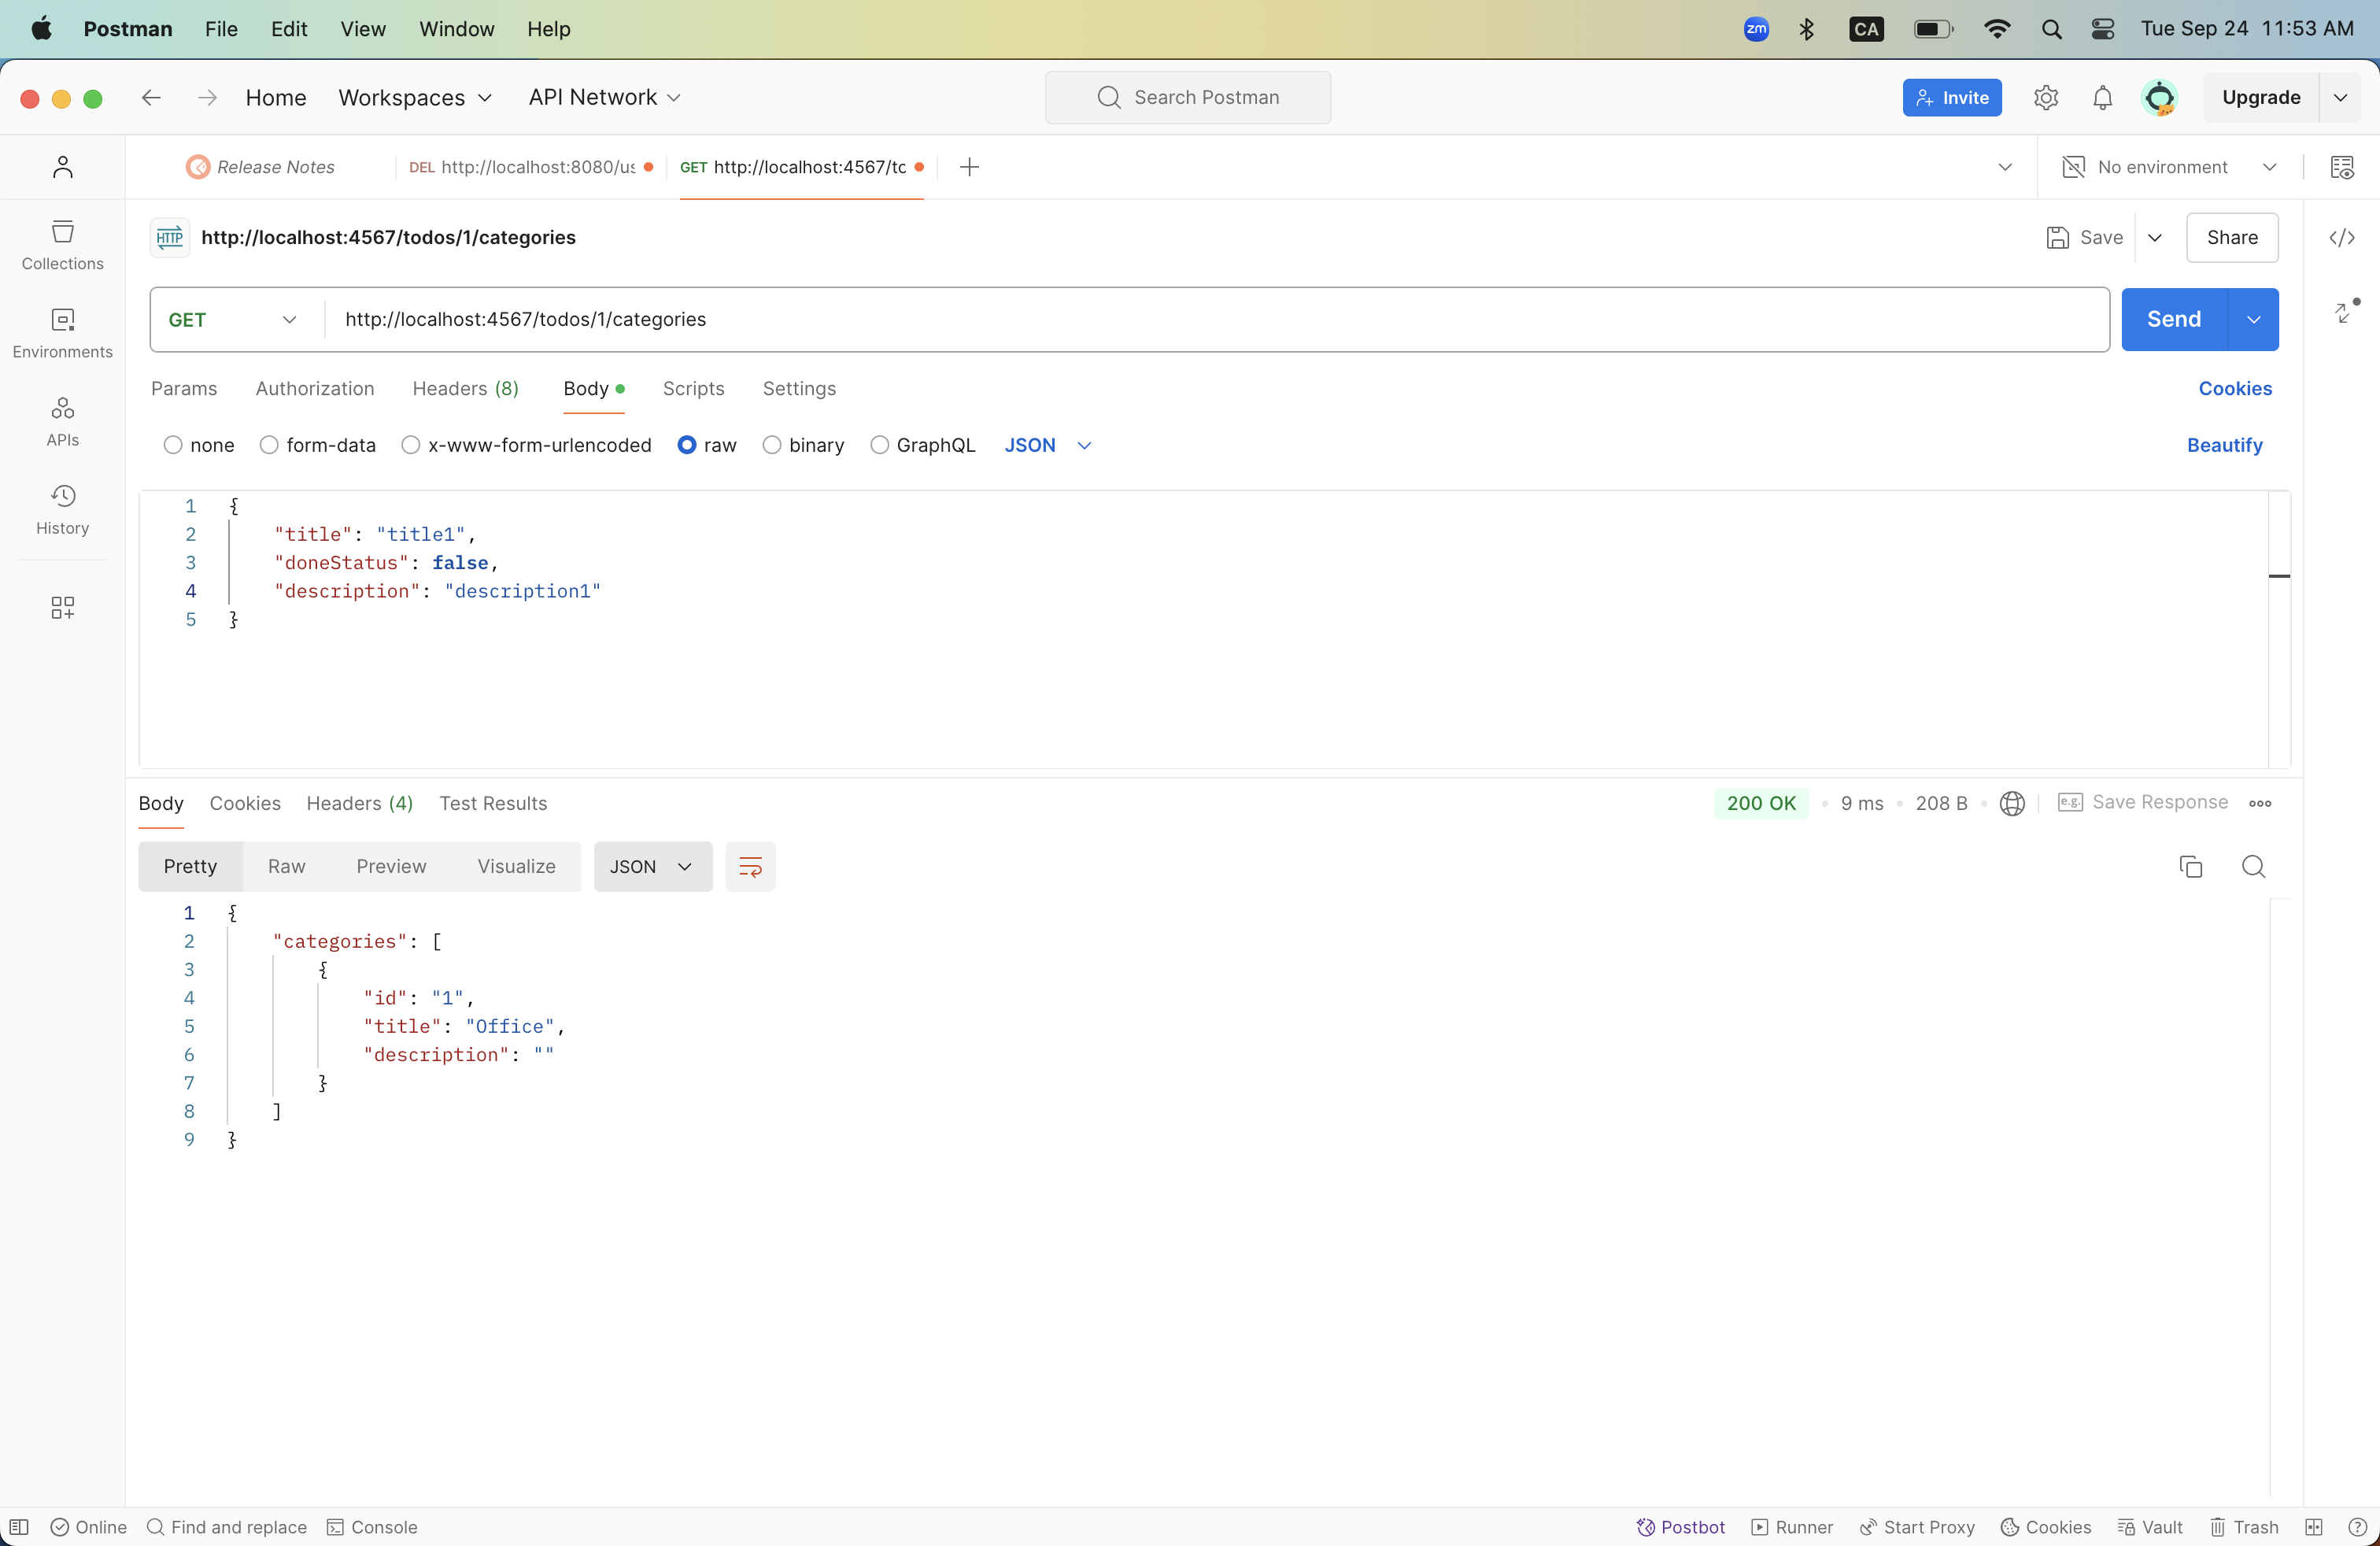 Postman File Edit View Window Help zm CA Tue Sep 24 11:53 AM
Home Workspaces API Network Search Postman Invite Upgrade
Release Notes DEL http://localhost:8080/us GET http://localhost:4567/to No environment
HTTP http://localhost:4567/todos/1/categories Save Share
Collections
Environments
APIs
History
GET http://localhost:4567/todos/1/categories Send
Params Authorization Headers (8) Body Scripts Settings Cookies
none form-data x-www-form-urlencoded raw binary GraphQL JSON Beautify
1 {
2 "title": "title1",
3 "doneStatus": false,
4 "description": "description1"
5 }
Body Cookies Headers (4) Test Results 200 OK 9 ms 208 B e.g. Save Response
Pretty Raw Preview Visualize JSON
1 {
2 "categories": [
3 {
4 "id": "1",
5 "title": "Office",
6 "description": ""
7 }
8 ]
9 }
Online Find and replace Console Postbot Runner Start Proxy Cookies Vault Trash